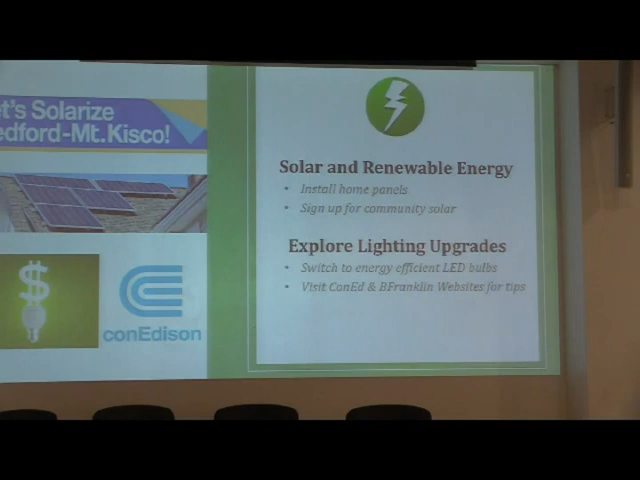 et's Solarize
edford-Mt.Kisco!
conEdison
Solar and Renewable Energy
• Install home panels
• Sign up for community solar
Explore Lighting Upgrades
• Switch to energy efficient LED bulbs
• Visit ConEd & BFranklin Websites for tips